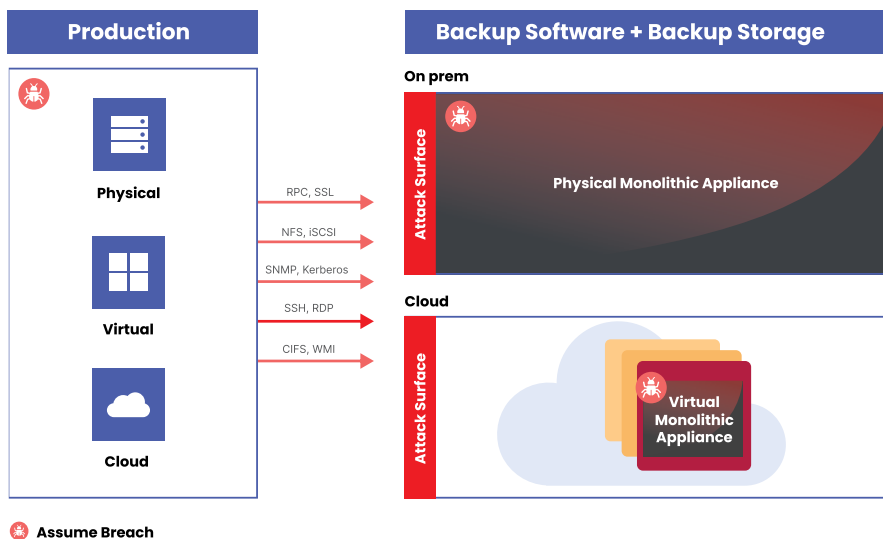 Production
Backup Software + Backup Storage
Physical
Virtual
Cloud
RPC, SSL
NFS, iSCSI
SNMP, Kerberos
SSH, RDP
CIFS, WMI
On prem
Attack Surface
Physical Monolithic Appliance
Cloud
Attack Surface
Virtual
Monolithic
Appliance
Assume Breach